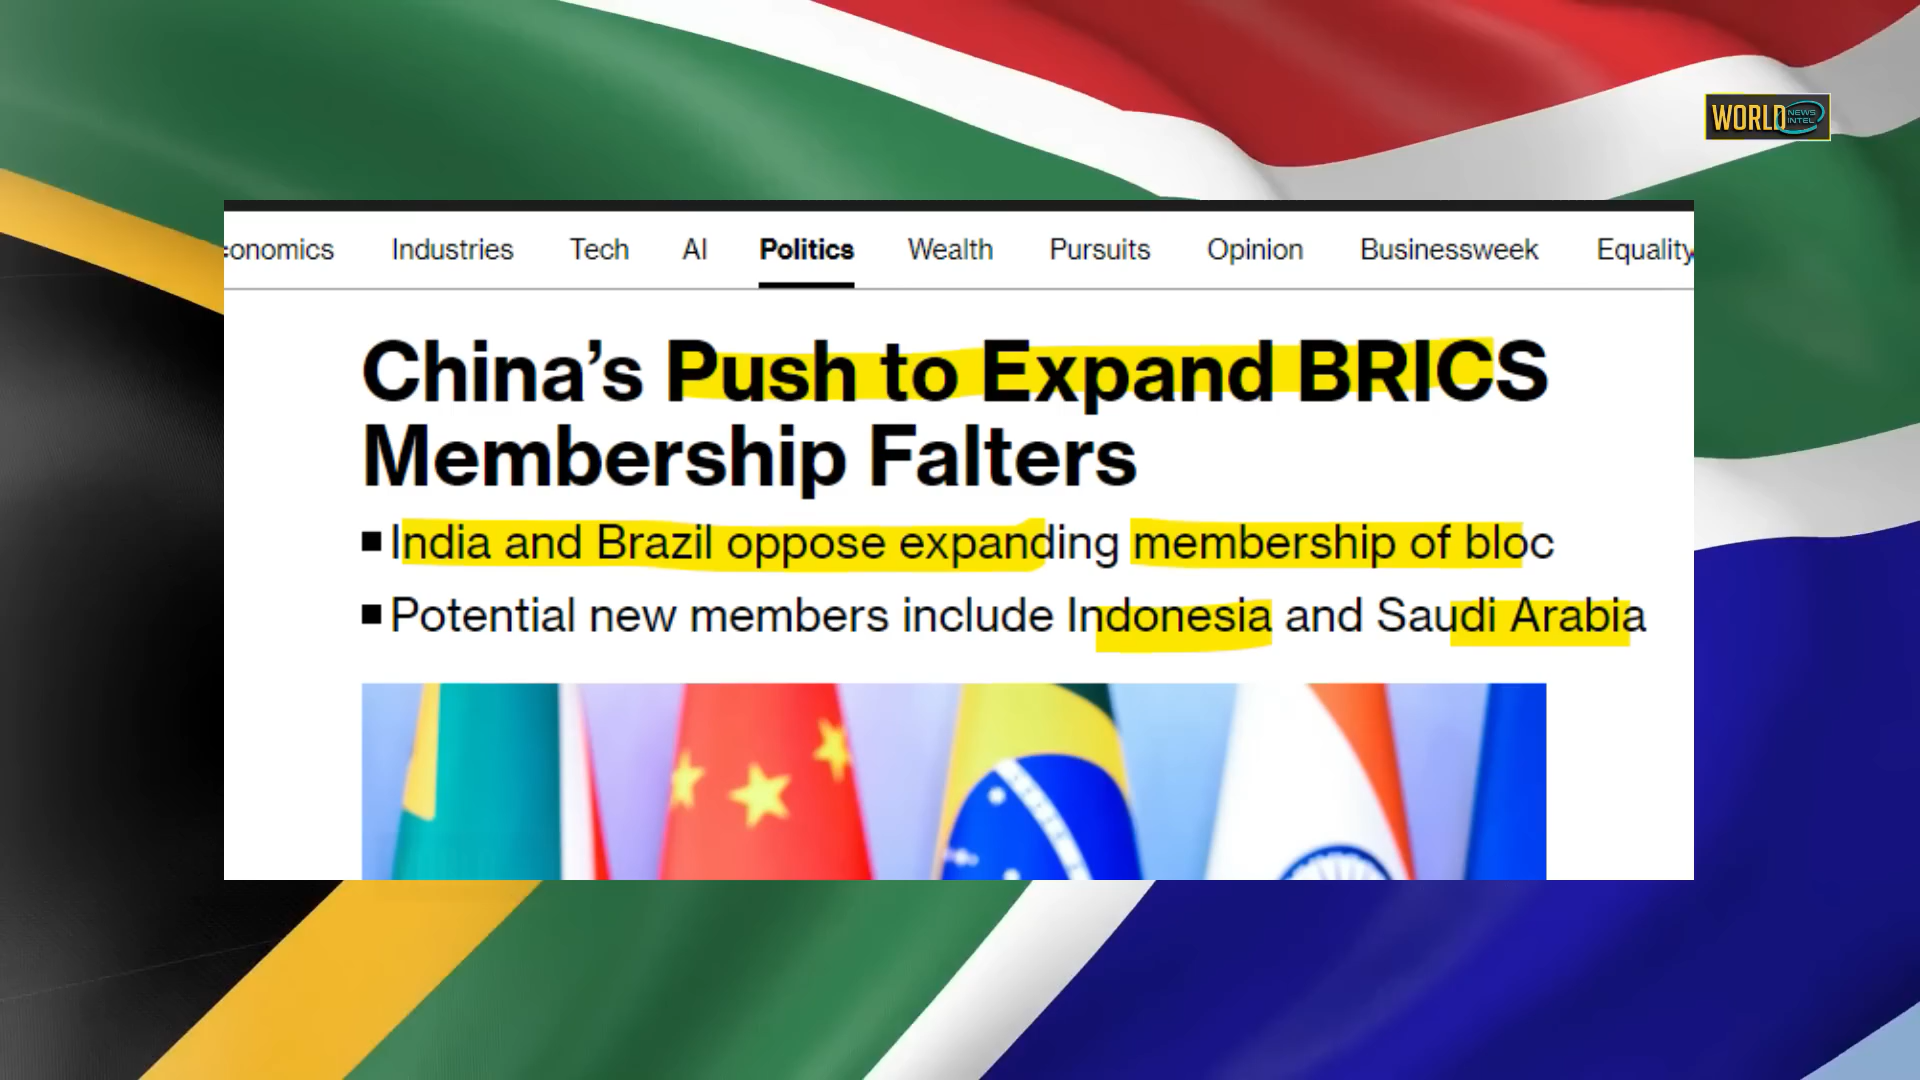 WORLD NEWS INTEL
conomics Industries Tech AI Politics Wealth Pursuits Opinion Businessweek Equality
China’s Push to Expand BRICS
Membership Falters
India and Brazil oppose expanding membership of bloc
Potential new members include Indonesia and Saudi Arabia